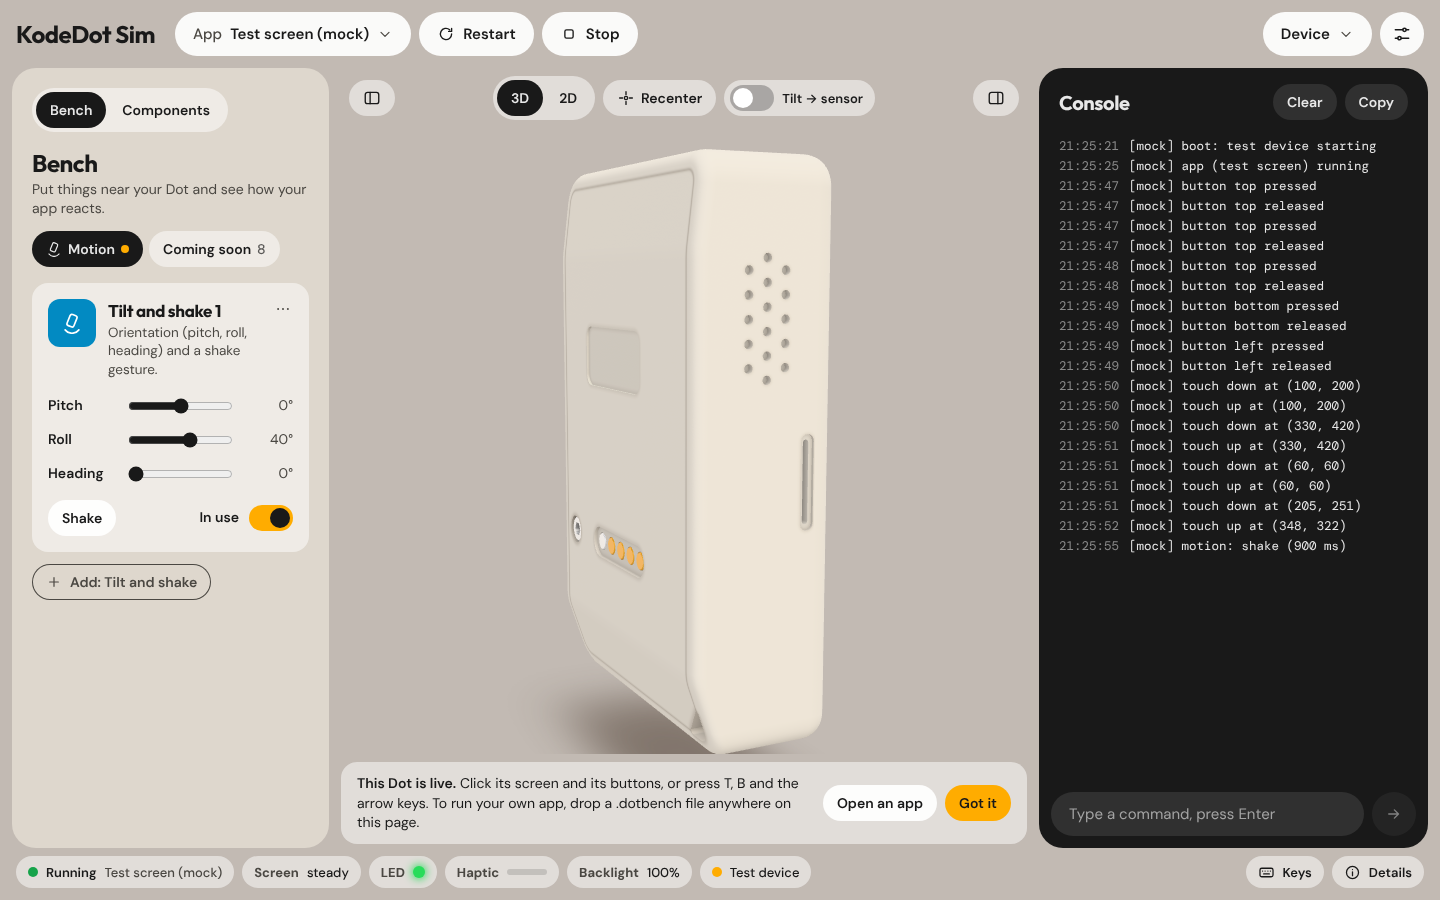 KodeDot Sim
App Test screen (mock)
Restart
Stop
Device
Bench
Components
Bench
Put things near your Dot and see how your
app reacts.
Motion
Coming soon 8
Tilt and shake 1
...
Orientation (pitch, roll,
heading) and a shake
gesture.
Pitch 0°
Roll 40°
Heading 0°
Shake
In use
+ Add: Tilt and shake
3D
2D
Recenter
Tilt → sensor
This Dot is live. Click its screen and its buttons, or press T, B and the
arrow keys. To run your own app, drop a .dotbench file anywhere on
this page.
Open an app
Got it
Console
Clear
Copy
21:25:21 [mock] boot: test device starting
21:25:25 [mock] app (test screen) running
21:25:47 [mock] button top pressed
21:25:47 [mock] button top released
21:25:47 [mock] button top pressed
21:25:47 [mock] button top released
21:25:48 [mock] button top pressed
21:25:48 [mock] button top released
21:25:49 [mock] button bottom pressed
21:25:49 [mock] button bottom released
21:25:49 [mock] button left pressed
21:25:49 [mock] button left released
21:25:50 [mock] touch down at (100, 200)
21:25:50 [mock] touch up at (100, 200)
21:25:50 [mock] touch down at (330, 420)
21:25:51 [mock] touch up at (330, 420)
21:25:51 [mock] touch down at (60, 60)
21:25:51 [mock] touch up at (60, 60)
21:25:51 [mock] touch down at (205, 251)
21:25:52 [mock] touch up at (348, 322)
21:25:55 [mock] motion: shake (900 ms)
Type a command, press Enter
Running Test screen (mock)
Screen steady
LED
Haptic
Backlight 100%
Test device
Keys
Details